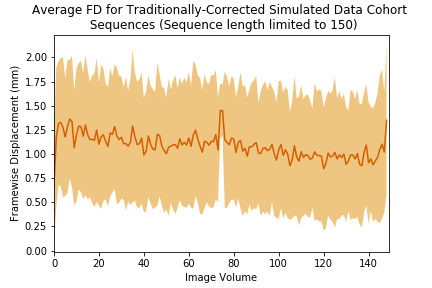 Average FD for Traditionally-Corrected Simulated Data Cohort
Sequences (Sequence length limited to 150)
Framewise Displacement (mm)
2.00
1.75
1.50
1.25
1.00
0.75
0.50
0.25
0.00
0 20 40 60 80 100 120 140
Image Volume